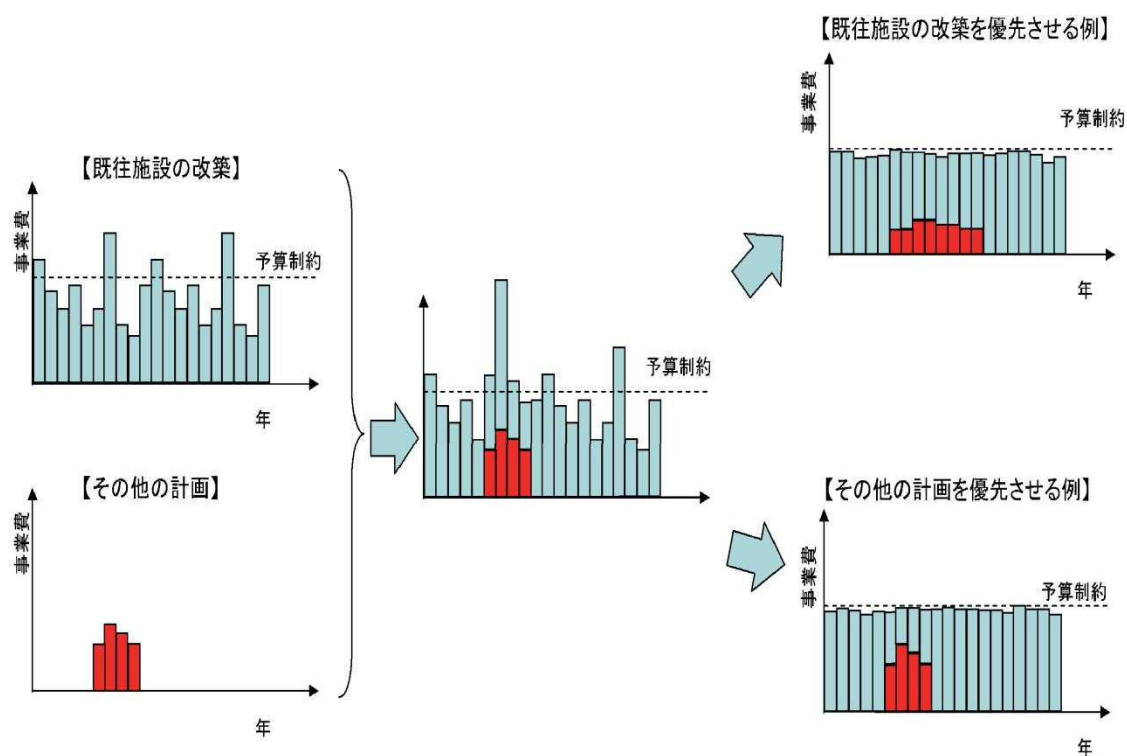 【既往施設の改築】
事業費
予算制約
年
【その他の計画】
事業費
年
予算制約
【既往施設の改築を優先させる例】
事業費
予算制約
年
【その他の計画を優先させる例】
事業費
予算制約
年